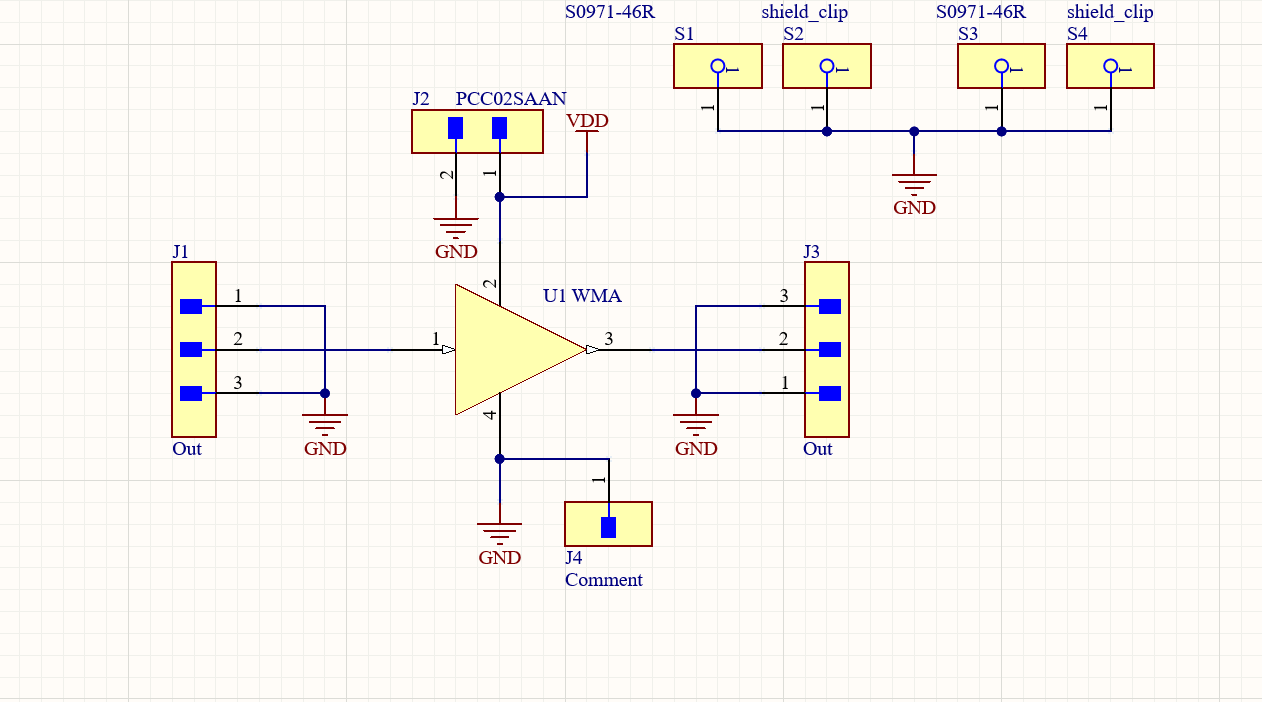 S0971-46R shield_clip S0971-46R shield_clip
S1 S2 S3 S4
1 1 1 1
1 1 1 1
GND
J2 PCC02SAAN
VDD
2 1
GND
J1 J3
2
U1 WMA
1 3
2 1 3 2
3 1
4
GND GND
Out Out
1
GND
J4
Comment